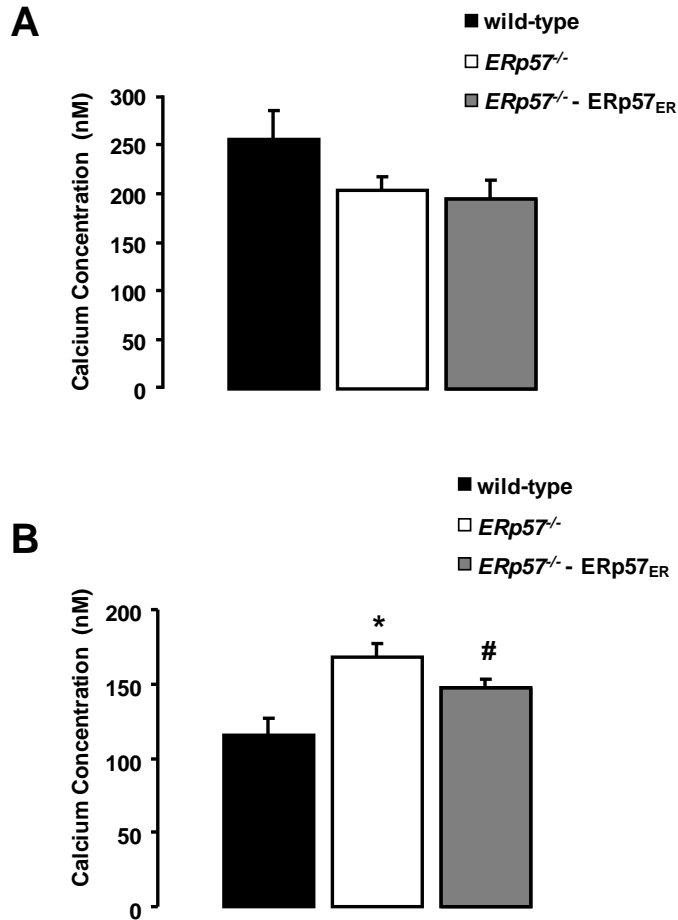 A
wild-type
ERp57-/-
ERp57-/- - ERp57ER
Calcium Concentration (nM)
300
250
200
150
100
50
0
B
wild-type
ERp57-/-
ERp57-/- - ERp57ER
Calcium Concentration (nM)
200
150
100
50
0
*
#